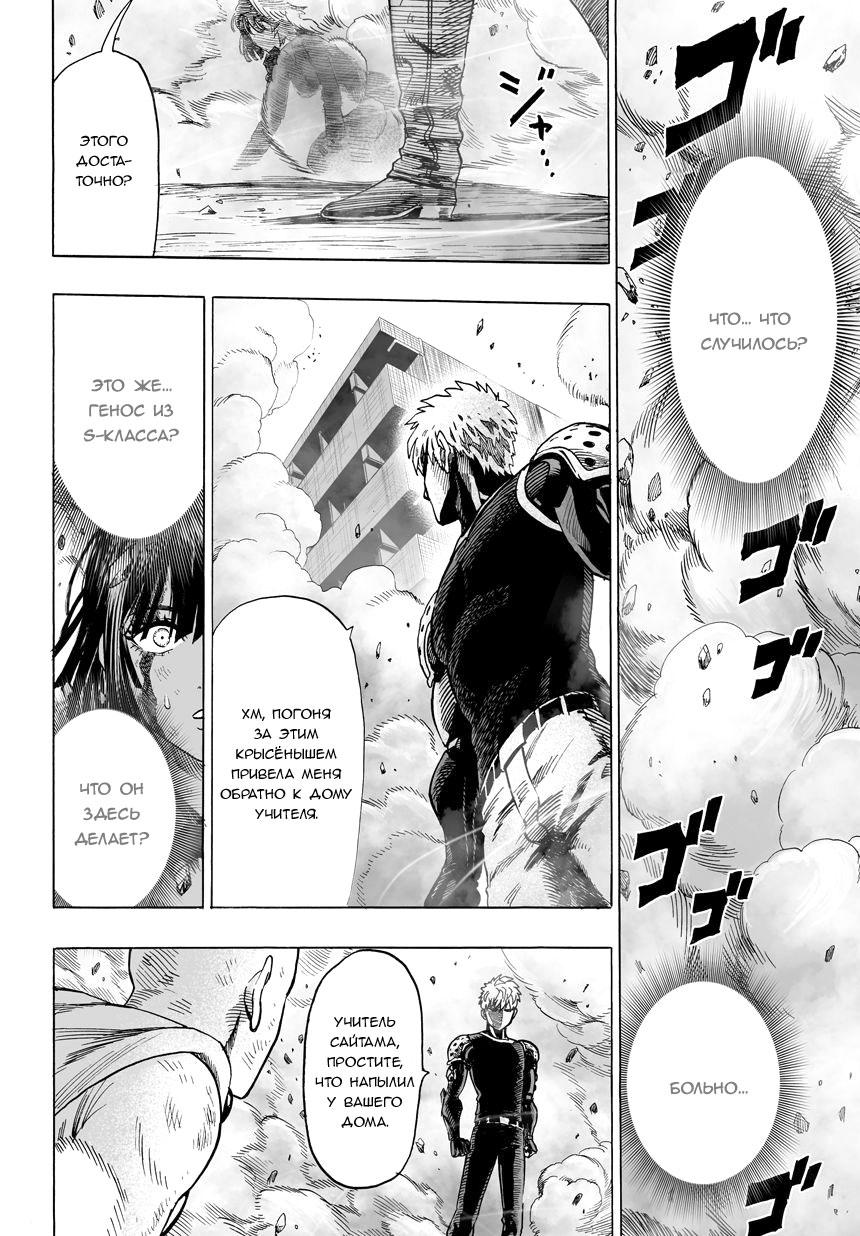 ゴ
ゴ
ЧТО... ЧТО
СЛУЧИЛОСЬ?
ゴ
ゴ
ゴ
ゴ
БОЛЬНО...
ジャ..
ЭТОГО
ДОСТА-
ТОЧНО?
ХМ, ПОГОНЯ
ЗА ЭТИМ
КРЫСЁНЫШЕМ
ПРИВЕЛА МЕНЯ
ОБРАТНО К ДОМУ
УЧИТЕЛЯ.
ЭТО ЖЕ...
ГЕНОС ИЗ
S-КЛАССА?
ЧТО ОН
ЗДЕСЬ
ДЕЛАЕТ?
УЧИТЕЛЬ
САЙТАМА,
ПРОСТИТЕ,
ЧТО НАПЫЛИЛ
У ВАШЕГО
ДОМА.